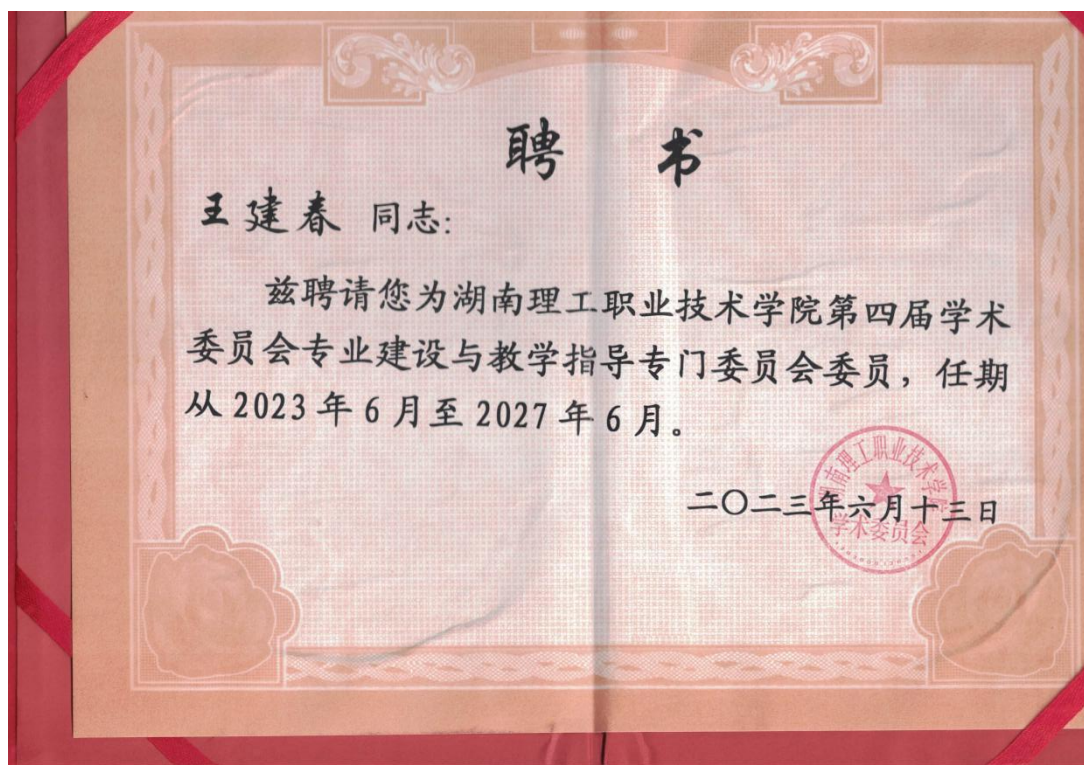 聘 书
王建春 同志:
兹聘请您为湖南理工职业技术学院第四届学术
委员会专业建设与教学指导专门委员会委员，任期
从2023年6月至2027年6月。
二〇二三年六月十三日
湖南理工职业技术学院
学术委员会